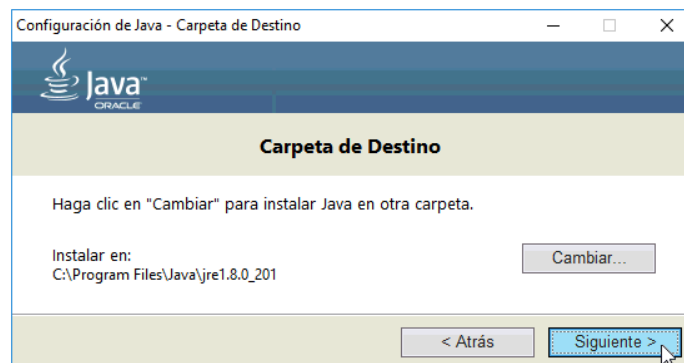 Configuración de Java - Carpeta de Destino
Java™
ORACLE
Carpeta de Destino
Haga clic en "Cambiar" para instalar Java en otra carpeta.
Instalar en:
C:\Program Files\Java\jre1.8.0_201
Cambiar...
< Atrás
Siguiente >